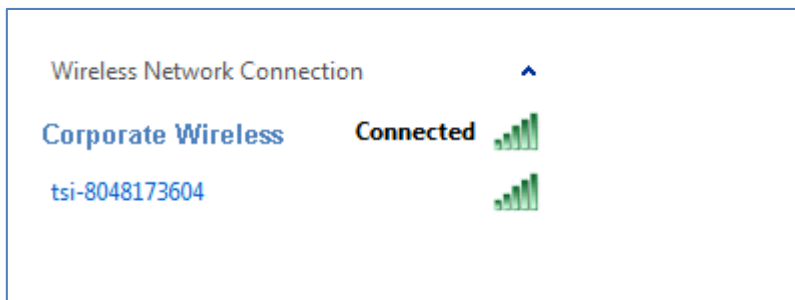 Wireless Network Connection
Corporate Wireless Connected
tsi-8048173604